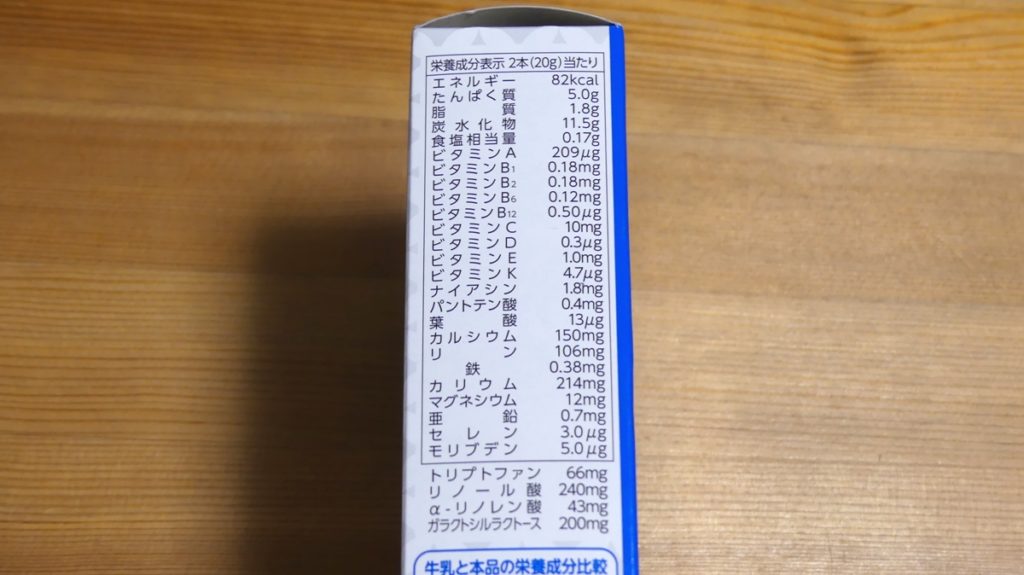 栄養成分表示 2本(20g)当たり
エネルギー 82kcal
たんぱく質 5.0g
脂質 1.8g
炭水化物 11.5g
食塩相当量 0.17g
ビタミンA 209μg
ビタミンB1 0.18mg
ビタミンB2 0.18mg
ビタミンB6 0.12mg
ビタミンB12 0.50μg
ビタミンC 10mg
ビタミンD 0.3μg
ビタミンE 1.0mg
ビタミンK 4.7μg
ナイアシン 1.8mg
パントテン酸 0.4mg
葉酸 13μg
カルシウム 150mg
リン 106mg
鉄 0.38mg
カリウム 214mg
マグネシウム 12mg
亜鉛 0.7mg
セレン 3.0μg
モリブデン 5.0μg
トリプトファン 66mg
リノール酸 240mg
α-リノレン酸 43mg
ガラクトシルラクトース 200mg
牛乳と本品の栄養成分比較